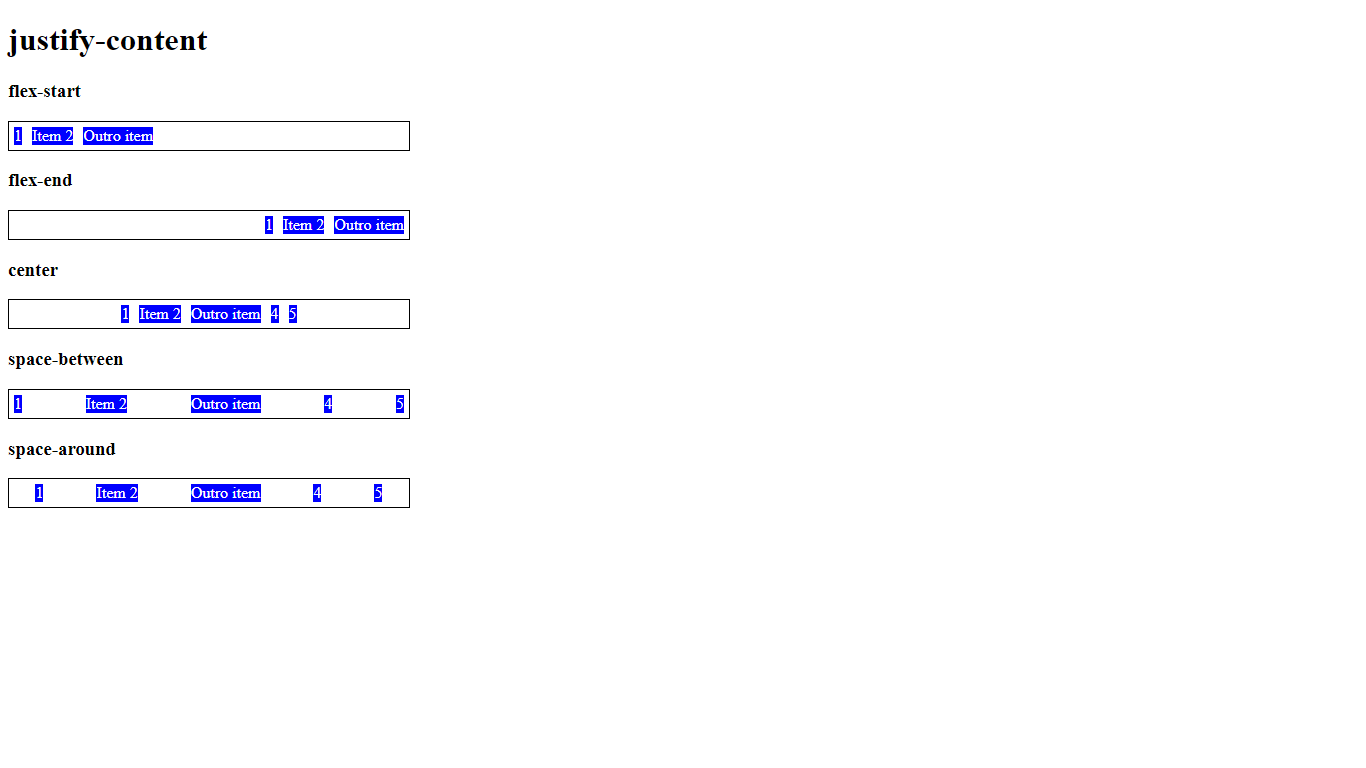 justify-content
flex-start
1 Item 2 Outro item
flex-end
1 Item 2 Outro item
center
1 Item 2 Outro item 4 5
space-between
1 Item 2 Outro item 4 5
space-around
1 Item 2 Outro item 4 5